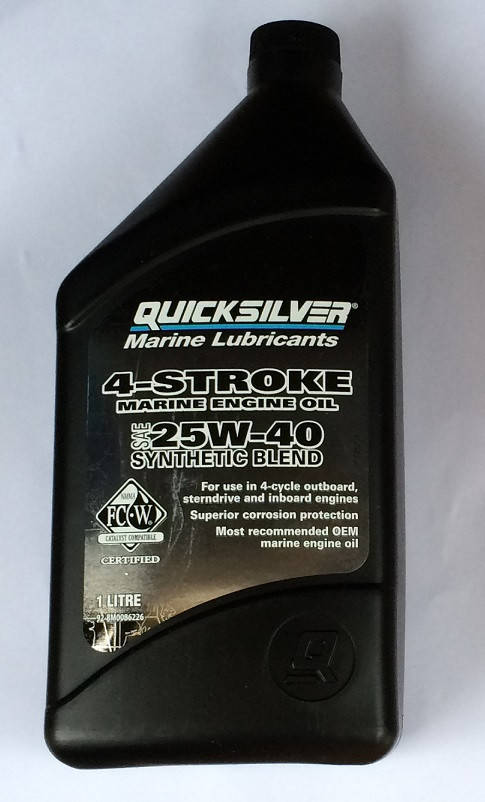 QUICKSILVER®
Marine Lubricants
4-STROKE
MARINE ENGINE OIL
SAE 25W-40
SYNTHETIC BLEND
For use in 4-cycle outboard,
sterndrive and inboard engines
Superior corrosion protection
Most recommended OEM
marine engine oil
NMMA
FC-W®
CATALYST COMPATIBLE
CERTIFIED
1 LITRE
92-8M0086226